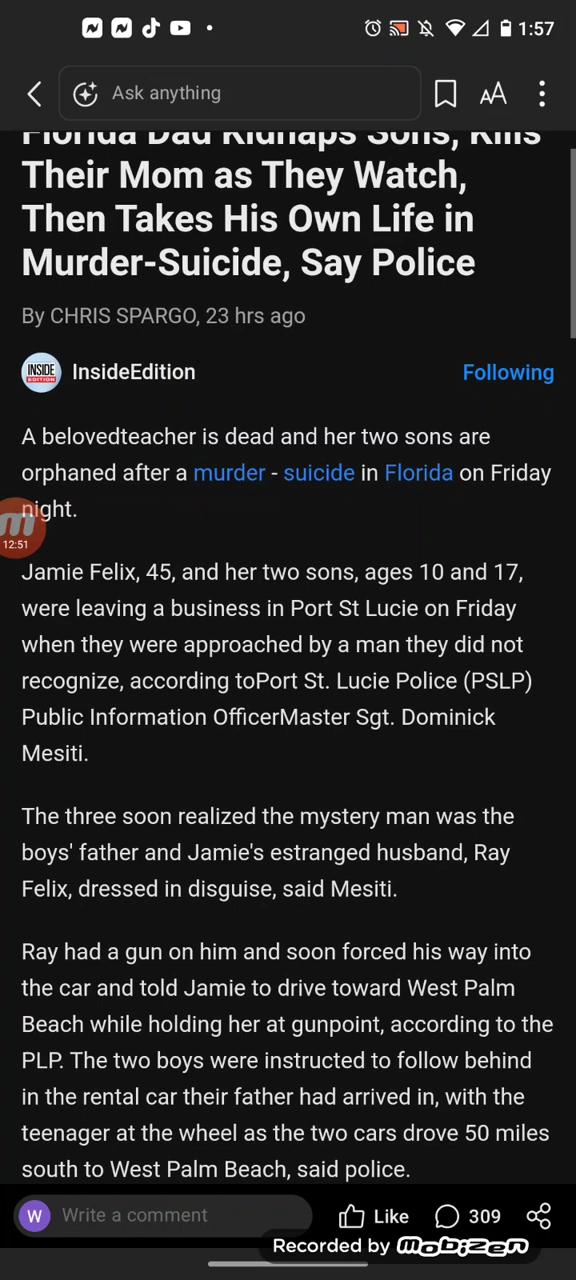 1:57
Ask anything
AA
Florida Dad Kidnaps Sons, Kills
Their Mom as They Watch,
Then Takes His Own Life in
Murder-Suicide, Say Police
By CHRIS SPARGO, 23 hrs ago
INSIDE EDITION
InsideEdition
Following
A belovedteacher is dead and her two sons are
orphaned after a murder - suicide in Florida on Friday
night.
12:51
Jamie Felix, 45, and her two sons, ages 10 and 17,
were leaving a business in Port St Lucie on Friday
when they were approached by a man they did not
recognize, according toPort St. Lucie Police (PSLP)
Public Information OfficerMaster Sgt. Dominick
Mesiti.
The three soon realized the mystery man was the
boys' father and Jamie's estranged husband, Ray
Felix, dressed in disguise, said Mesiti.
Ray had a gun on him and soon forced his way into
the car and told Jamie to drive toward West Palm
Beach while holding her at gunpoint, according to the
PLP. The two boys were instructed to follow behind
in the rental car their father had arrived in, with the
teenager at the wheel as the two cars drove 50 miles
south to West Palm Beach, said police.
W
Write a comment
Like
309
Recorded by mobizen